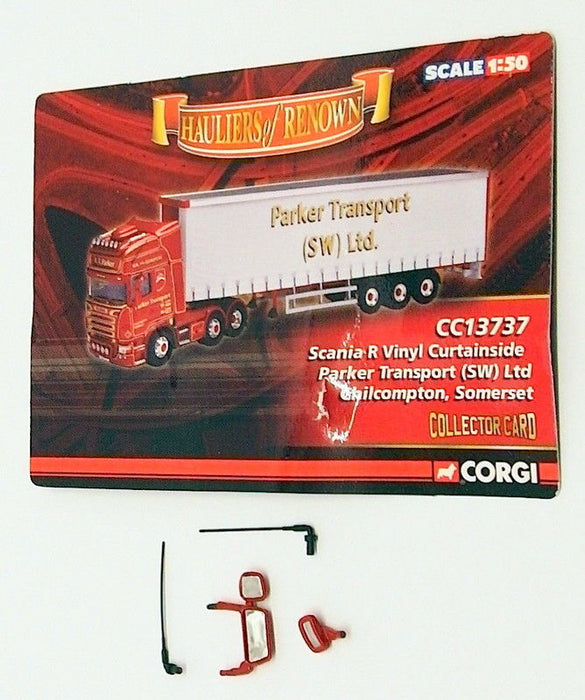 SCALE 1:50
HAULIERS of RENOWN
Parker Transport
(SW) Ltd.
CC13737
Scania R Vinyl Curtainside
Parker Transport (SW) Ltd
Chilcompton, Somerset
COLLECTOR CARD
CORGI